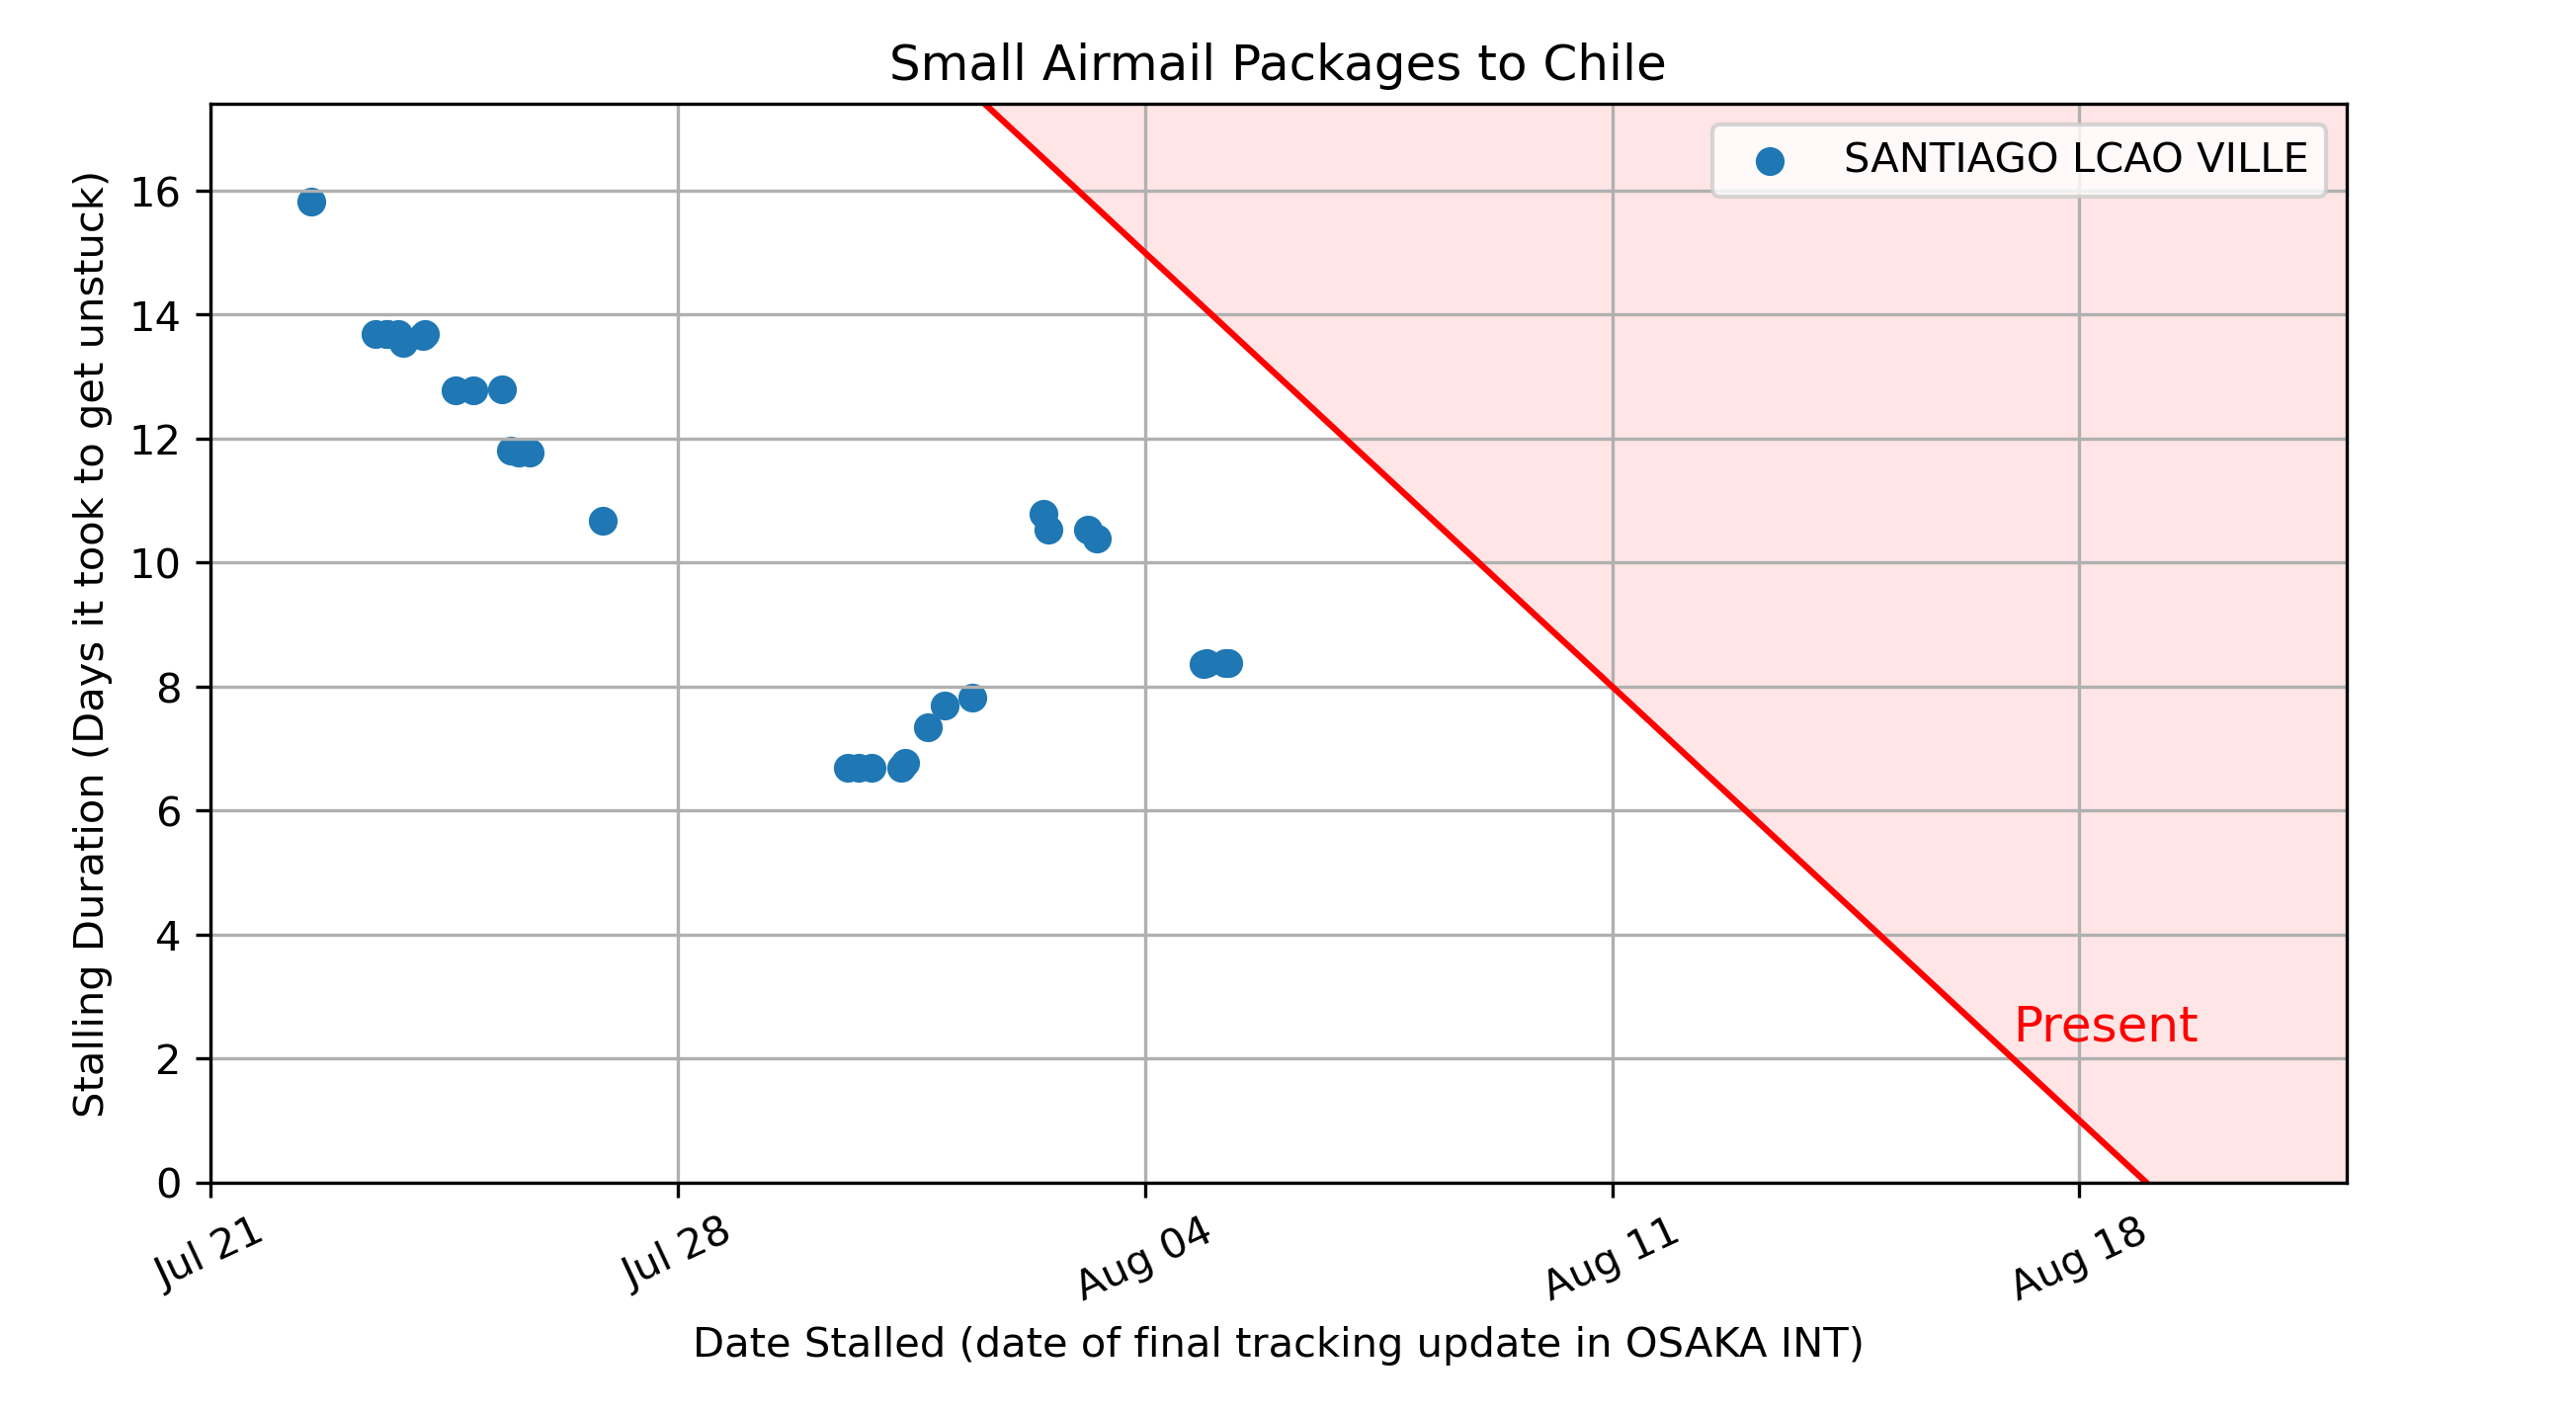 Small Airmail Packages to Chile
SANTIAGO LCAO VILLE
Stalling Duration (Days it took to get unstuck)
16
14
12
10
8
6
4
2
0
Present
Jul 21
Jul 28
Aug 04
Aug 11
Aug 18
Date Stalled (date of final tracking update in OSAKA INT)